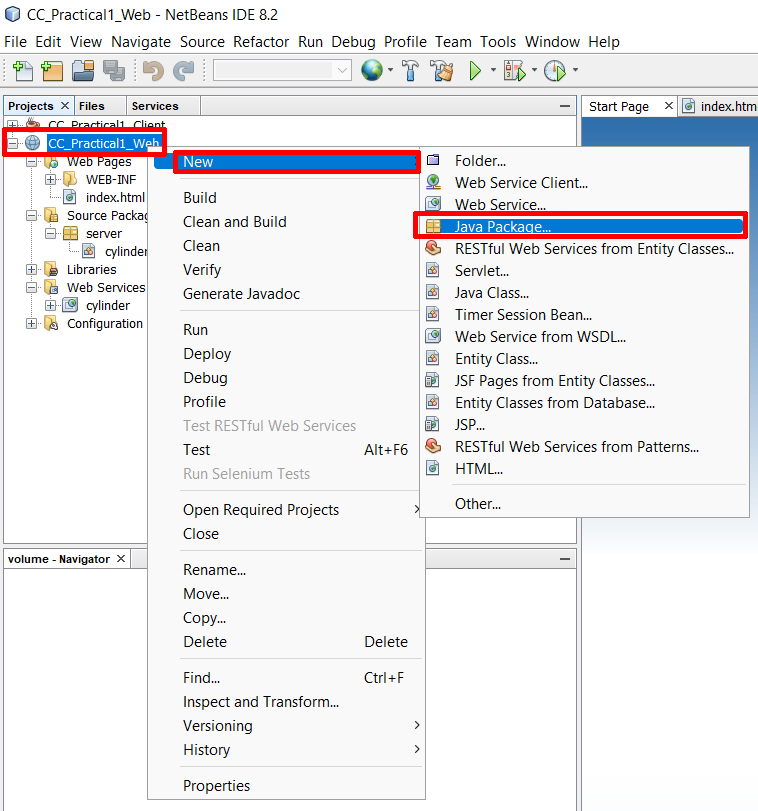 CC_Practical1_Web - NetBeans IDE 8.2
File Edit View Navigate Source Refactor Run Debug Profile Team Tools Window Help
Projects Files Services
Start Page index.htm
CC_Practical1_Client
CC_Practical1_Web
Web Pages
WEB-INF
index.html
Source Packag
server
cylinder
Libraries
Web Services
cylinder
Configuration
New
Build
Clean and Build
Clean
Verify
Generate Javadoc
Run
Deploy
Debug
Profile
Test RESTful Web Services
Test Alt+F6
Run Selenium Tests
Open Required Projects
Close
Rename...
Move...
Copy...
Delete Delete
Find... Ctrl+F
Inspect and Transform...
Versioning
History
Properties
Folder...
Web Service Client...
Web Service...
Java Package...
RESTful Web Services from Entity Classes...
Servlet...
Java Class...
Timer Session Bean...
Web Service from WSDL...
Entity Class...
JSF Pages from Entity Classes...
Entity Classes from Database...
JSP...
RESTful Web Services from Patterns...
HTML...
Other...
volume - Navigator